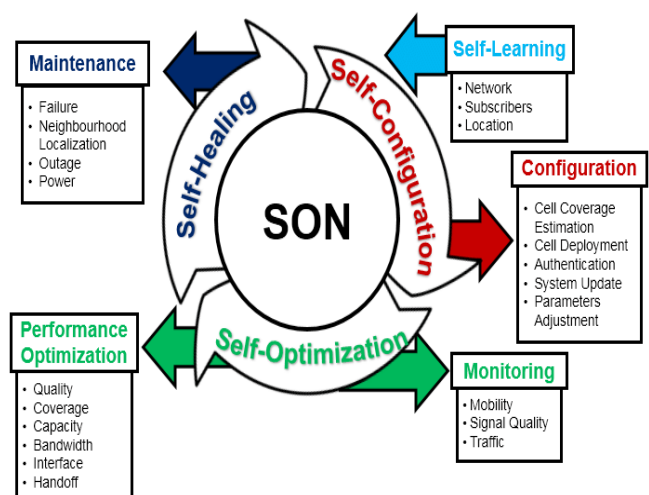 Self-Learning
• Network
• Subscribers
• Location
Maintenance
• Failure
• Neighbourhood
Localization
• Outage
• Power
Self-Healing
Self-Configuration
SON
Configuration
• Cell Coverage
Estimation
• Cell Deployment
• Authentication
• System Update
• Parameters
Adjustment
Self-Optimization
Performance
Optimization
• Quality
• Coverage
• Capacity
• Bandwidth
• Interface
• Handoff
Monitoring
• Mobility
• Signal Quality
• Traffic